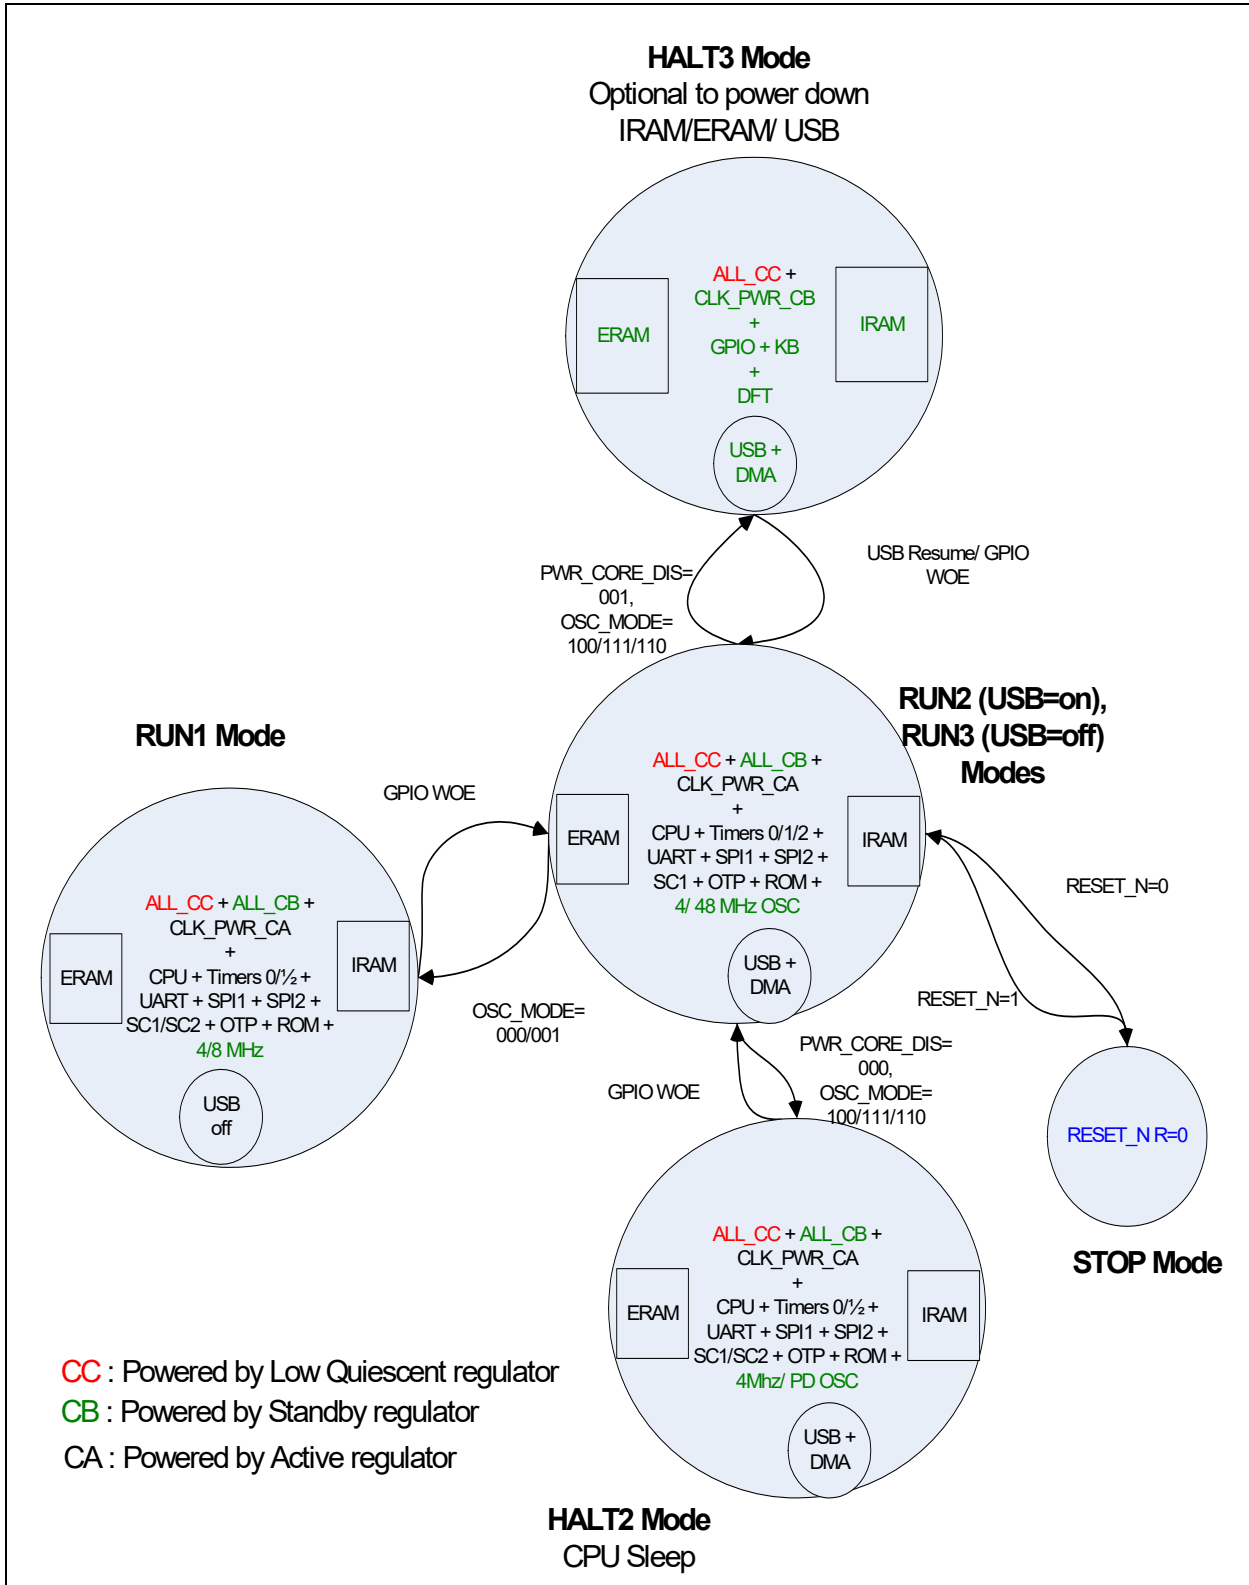 HALT3 Mode
Optional to power down
IRAM/ERAM/ USB
ALL_CC +
CLK_PWR_CB
+
GPIO + KB
+
DFT
ERAM
IRAM
USB +
DMA
PWR_CORE_DIS=
001,
OSC_MODE=
100/111/110
USB Resume/ GPIO
WOE
RUN2 (USB=on),
RUN3 (USB=off)
Modes
ALL_CC + ALL_CB +
CLK_PWR_CA
+
CPU + Timers 0/1/2 +
UART + SPI1 + SPI2 +
SC1 + OTP + ROM +
4/ 48 MHz OSC
ERAM
IRAM
USB +
DMA
RUN1 Mode
GPIO WOE
ALL_CC + ALL_CB +
CLK_PWR_CA
+
CPU + Timers 0/½ +
UART + SPI1 + SPI2 +
SC1/SC2 + OTP + ROM +
4/8 MHz
ERAM
IRAM
USB
off
OSC_MODE=
000/001
RESET_N=0
RESET_N=1
RESET_N R=0
STOP Mode
GPIO WOE
PWR_CORE_DIS=
000,
OSC_MODE=
100/111/110
ALL_CC + ALL_CB +
CLK_PWR_CA
+
CPU + Timers 0/½ +
UART + SPI1 + SPI2 +
SC1/SC2 + OTP + ROM +
4Mhz/ PD OSC
ERAM
IRAM
USB +
DMA
CC : Powered by Low Quiescent regulator
CB : Powered by Standby regulator
CA : Powered by Active regulator
HALT2 Mode
CPU Sleep